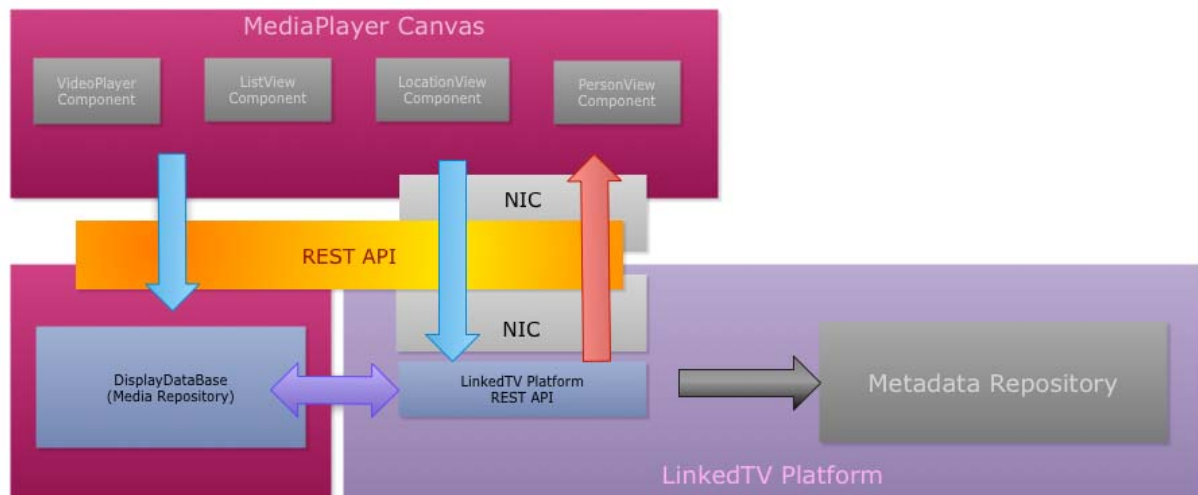 MediaPlayer Canvas
VideoPlayer
Component
ListView
Component
LocationView
Component
PersonView
Component
NIC
REST API
NIC
DisplayDataBase
(Media Repository)
LinkedTV Platform
REST API
Metadata Repository
LinkedTV Platform